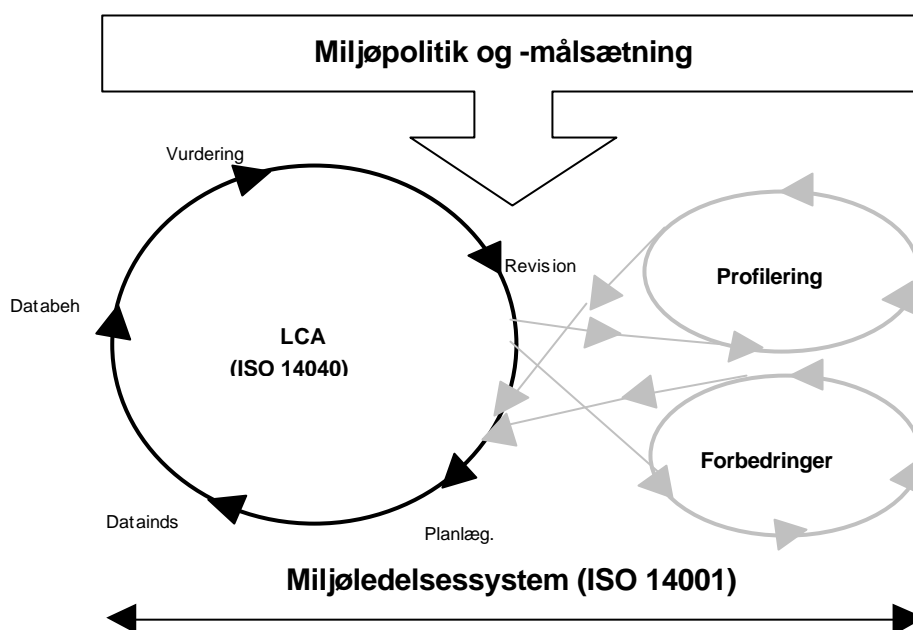 Miljøpolitik og -målsætning
Vurdering
Revision
Profilering
Databeh
LCA
(ISO 14040)
Forbedringer
Datainds
Planlæg.
Miljøledelsessystem (ISO 14001)